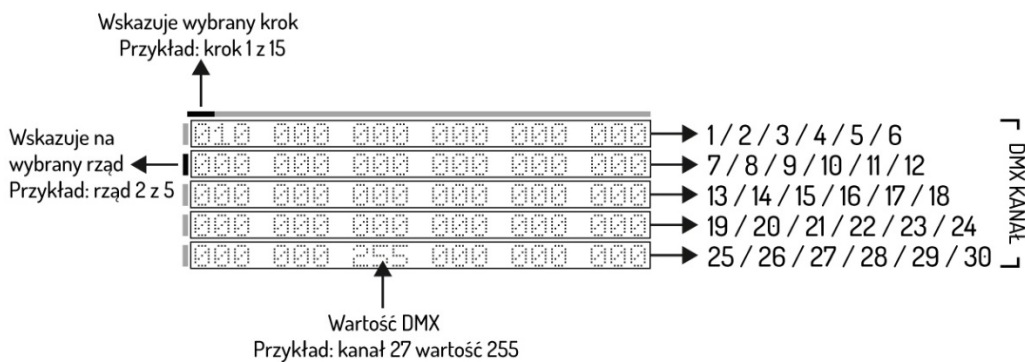 Wskazuje wybrany krok
Przykład: krok 1 z 15
Wskazuje na
wybrany rząd
Przykład: rząd 2 z 5
010 000 000 000 000 000
000 000 000 000 000 000
000 000 000 000 000 000
000 000 000 000 000 000
000 000 255 000 000 000
1 / 2 / 3 / 4 / 5 / 6
7 / 8 / 9 / 10 / 11 / 12
13 / 14 / 15 / 16 / 17 / 18
19 / 20 / 21 / 22 / 23 / 24
25 / 26 / 27 / 28 / 29 / 30
DMX KANAŁ
Wartość DMX
Przykład: kanał 27 wartość 255